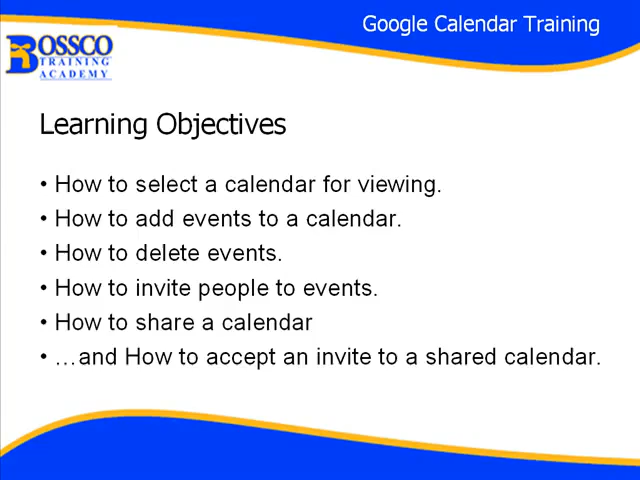 Google Calendar Training
BOSSCO
TRAINING
ACADEMY
Learning Objectives
• How to select a calendar for viewing.
• How to add events to a calendar.
• How to delete events.
• How to invite people to events.
• How to share a calendar
• …and How to accept an invite to a shared calendar.